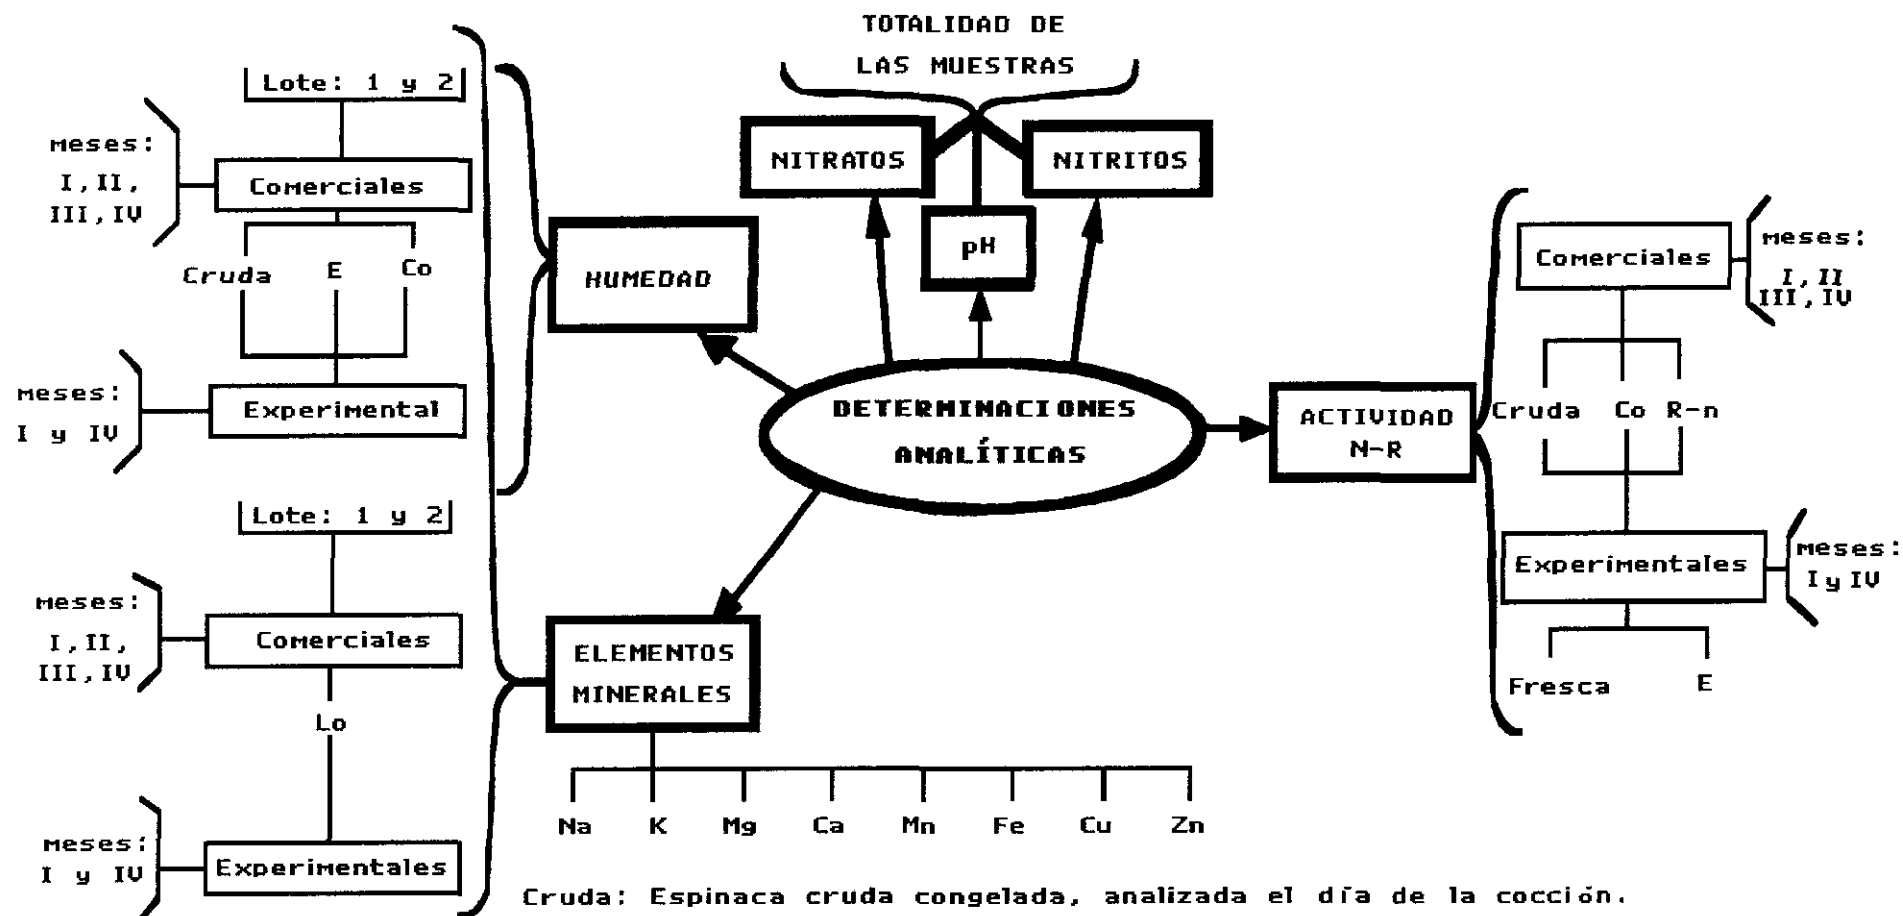 TOTALIDAD DE
LAS MUESTRAS
NITRATOS
NITRITOS
pH
HUMEDAD
DETERMINACIONES
ANALÍTICAS
ACTIVIDAD
N-R
ELEMENTOS
MINERALES
Na K Mg Ca Mn Fe Cu Zn
Lote: 1 y 2
meses:
I, II,
III, IV
Comerciales
Cruda E Co
meses:
I y IV
Experimental
Lote: 1 y 2
meses:
I, II,
III, IV
Comerciales
Lo
meses:
I y IV
Experimentales
Comerciales
meses:
I, II
III, IV
Cruda Co R-n
Experimentales
meses:
I y IV
Fresca E
Cruda: Espinaca cruda congelada, analizada el día de la cocción.